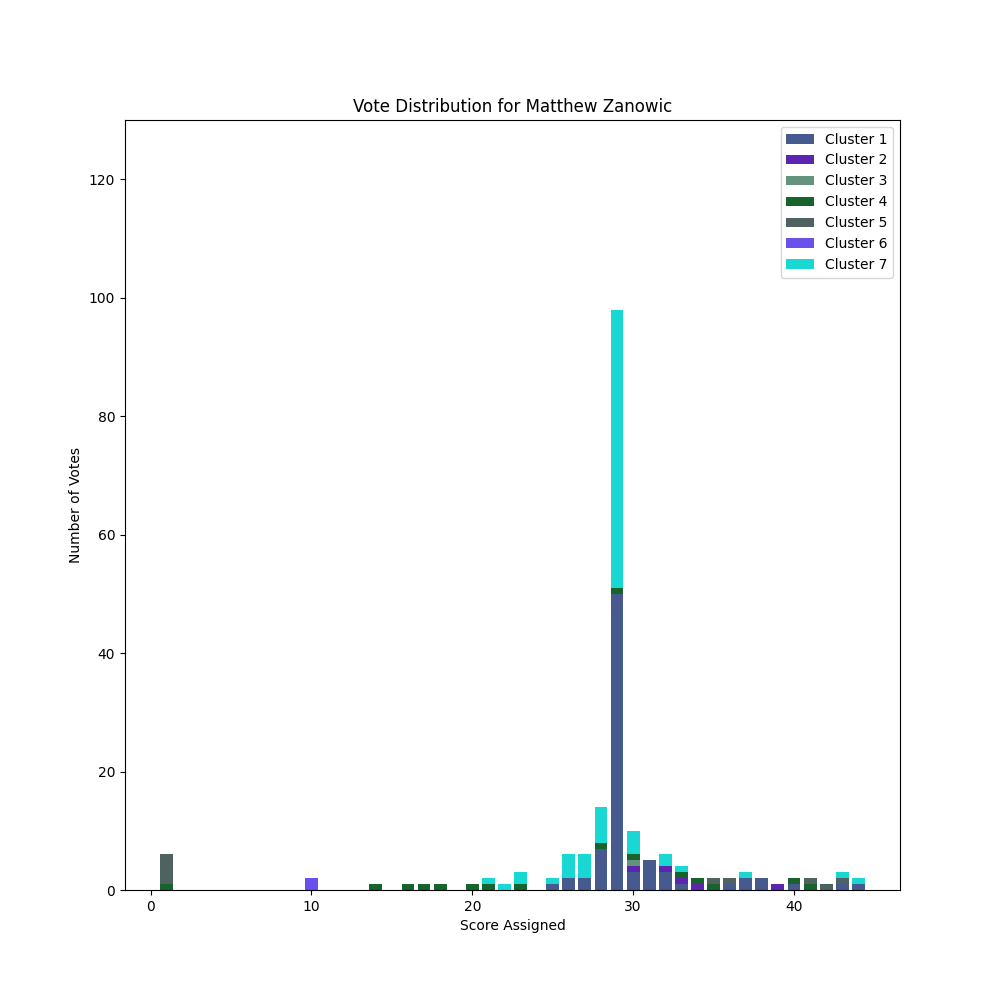 Vote Distribution for Matthew Zanowic
Cluster 1
Cluster 2
Cluster 3
Cluster 4
Cluster 5
Cluster 6
Cluster 7
120
100
80
60
40
20
0
Number of Votes
0 10 20 30 40
Score Assigned